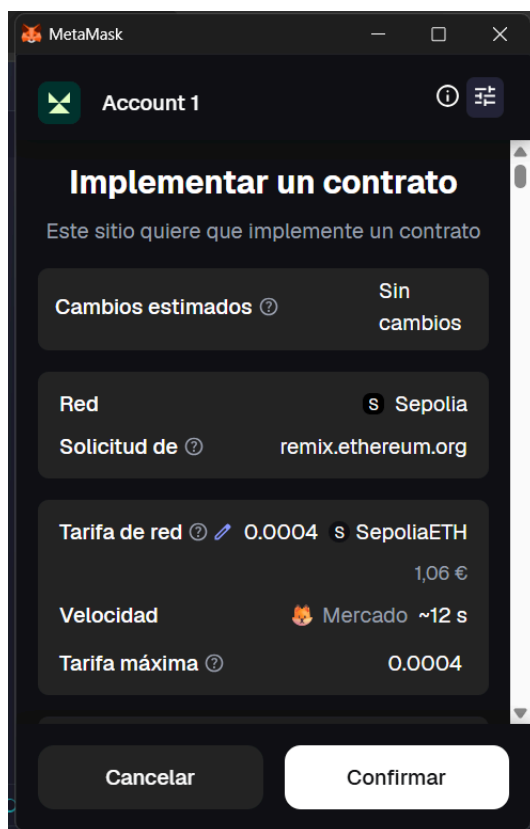 MetaMask
Account 1
Implementar un contrato
Este sitio quiere que implemente un contrato
Cambios estimados Sin cambios
Red S Sepolia
Solicitud de remix.ethereum.org
Tarifa de red 0.0004 S SepoliaETH
1,06 €
Velocidad Mercado ~12 s
Tarifa máxima 0.0004
Cancelar Confirmar